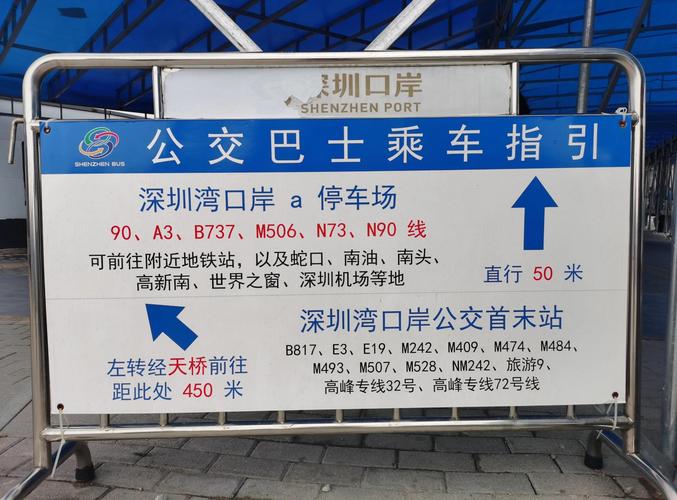 深圳口岸
SHENZHEN PORT
SHENZHEN BUS
公交巴士乘车指引
深圳湾口岸 a 停车场
90、A3、B737、M506、N73、N90 线
可前往附近地铁站，以及蛇口、南油、南头、
高新南、世界之窗、深圳机场等地
直行 50 米
左转经天桥前往
距此处 450 米
深圳湾口岸公交首末站
B817、E3、E19、M242、M409、M474、M484、
M493、M507、M528、NM242、旅游9、
高峰专线32号、高峰专线72号线